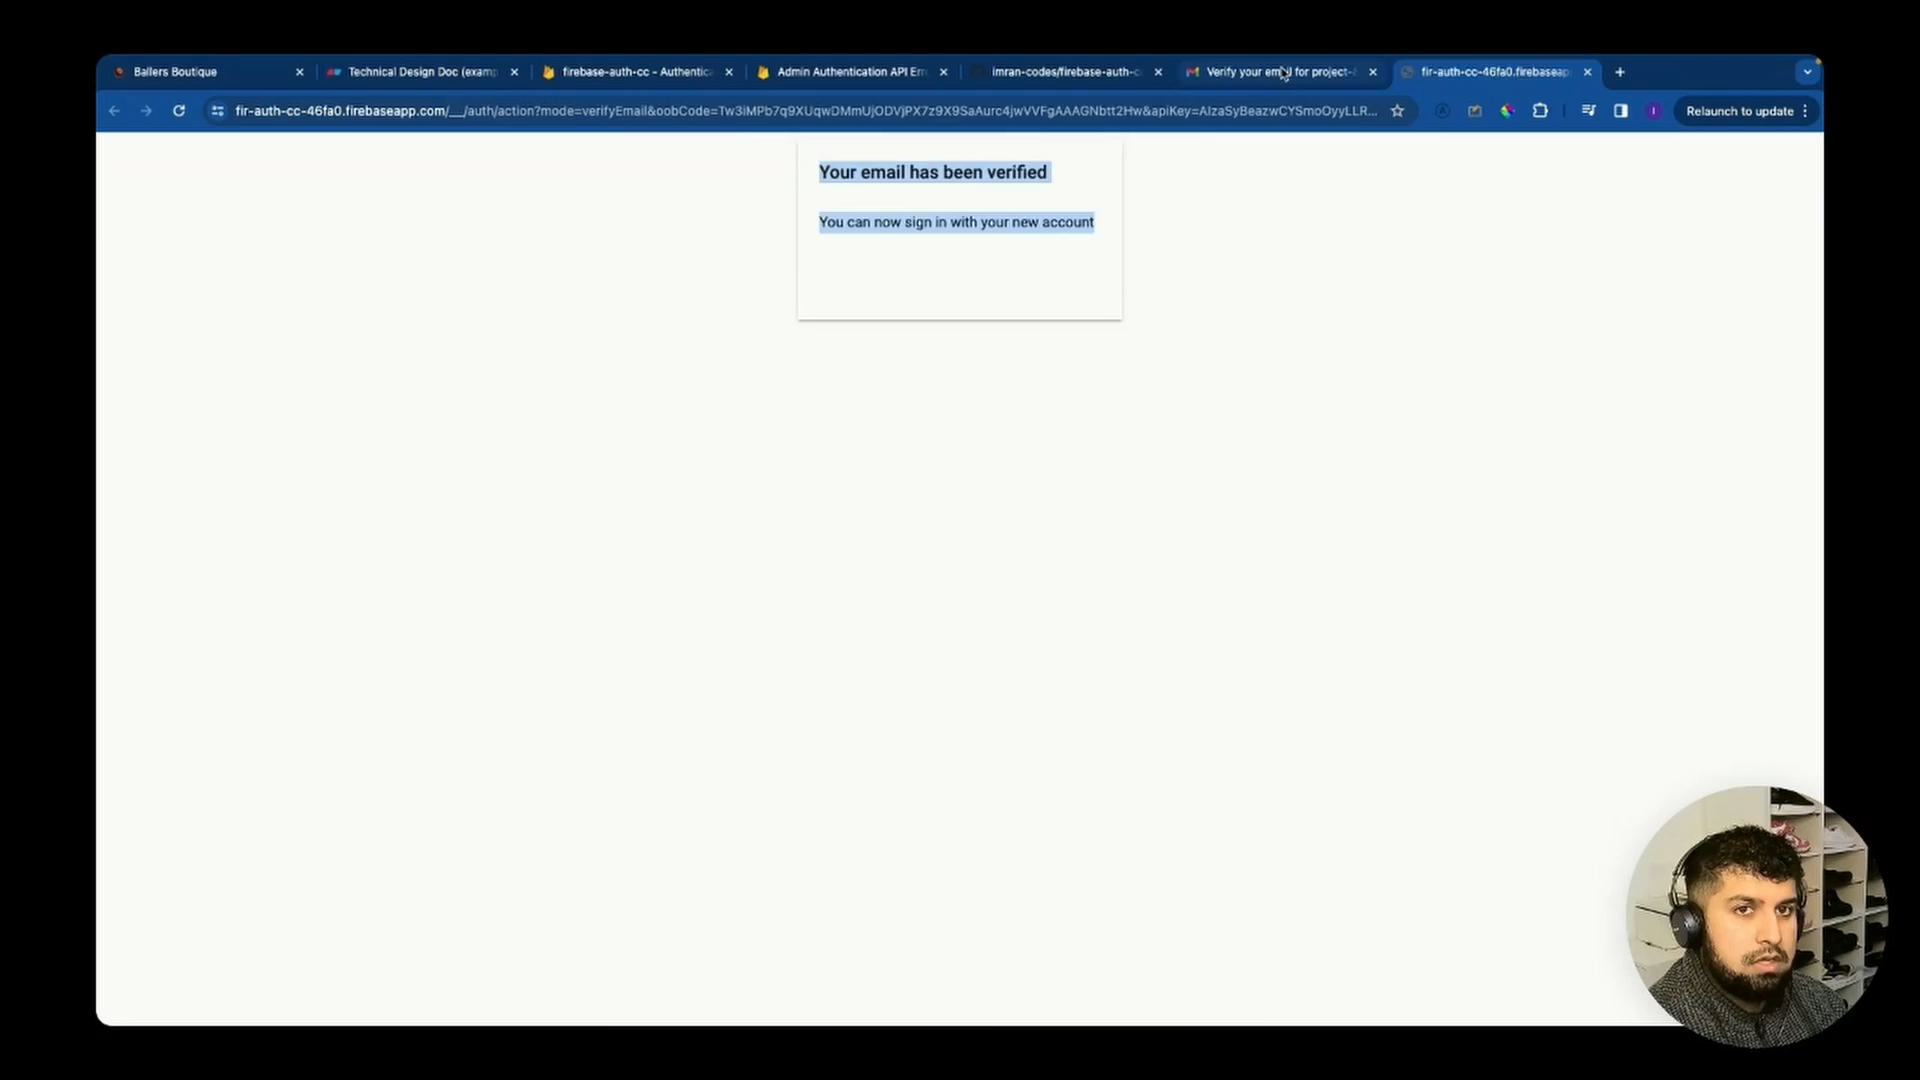 Ballers Boutique
Technical Design Doc (examp
firebase-auth-cc - Authentic
Admin Authentication API Err
imran-codes/firebase-auth-c
Verify your email for project-
fir-auth-cc-46fa0.firebaseap
fir-auth-cc-46fa0.firebaseapp.com/__/auth/action?mode=verifyEmail&oobCode=Tw3iMPb7q9XUqwDMmUjODVjPX7z9X9SaAurc4jwVVFgAAAGNbtt2Hw&apiKey=AIzaSyBeazwCYSmoOyyLLR...
Relaunch to update
Your email has been verified
You can now sign in with your new account